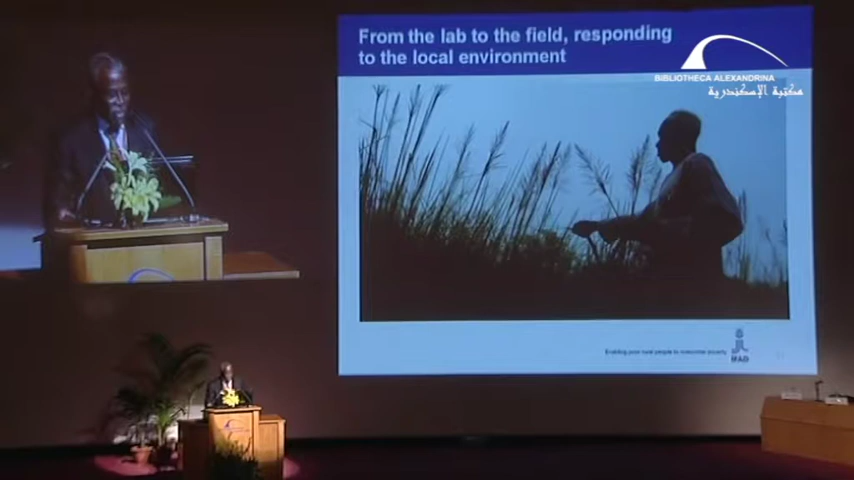 From the lab to the field, responding
to the local environment
BIBLIOTHECA ALEXANDRINA
مكتبة الإسكندرية
Enabling poor rural people to overcome poverty
IFAD